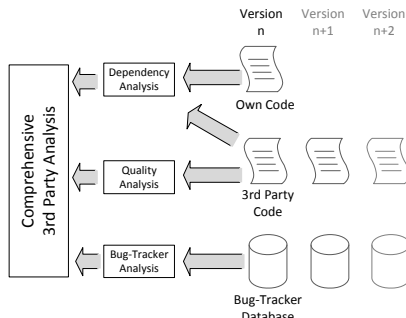 Version
n
Version
n+1
Version
n+2
Dependency
Analysis
Own Code
Comprehensive
3rd Party Analysis
Quality
Analysis
3rd Party
Code
Bug-Tracker
Analysis
Bug-Tracker
Database